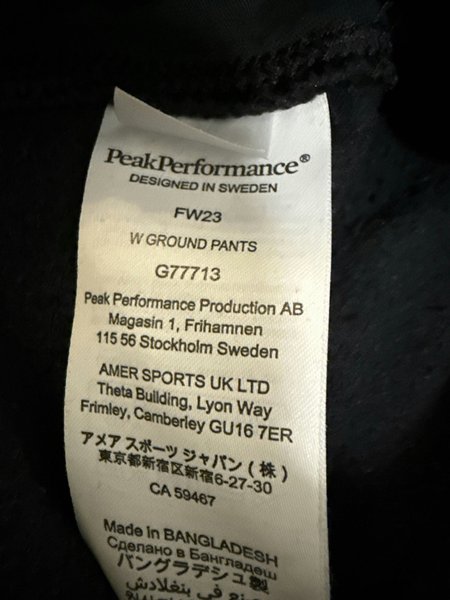 PeakPerformance®
DESIGNED IN SWEDEN
FW23
W GROUND PANTS
G77713
Peak Performance Production AB
Magasin 1, Frihamnen
115 56 Stockholm Sweden
AMER SPORTS UK LTD
Theta Building, Lyon Way
Frimley, Camberley GU16 7ER
アメア スポーツ ジャパン (株)
東京都新宿区新宿6-27-30
CA 59467
Made in BANGLADESH
Сделано в Бангладеш
バングラデシュ製
صنع في بنغلادش